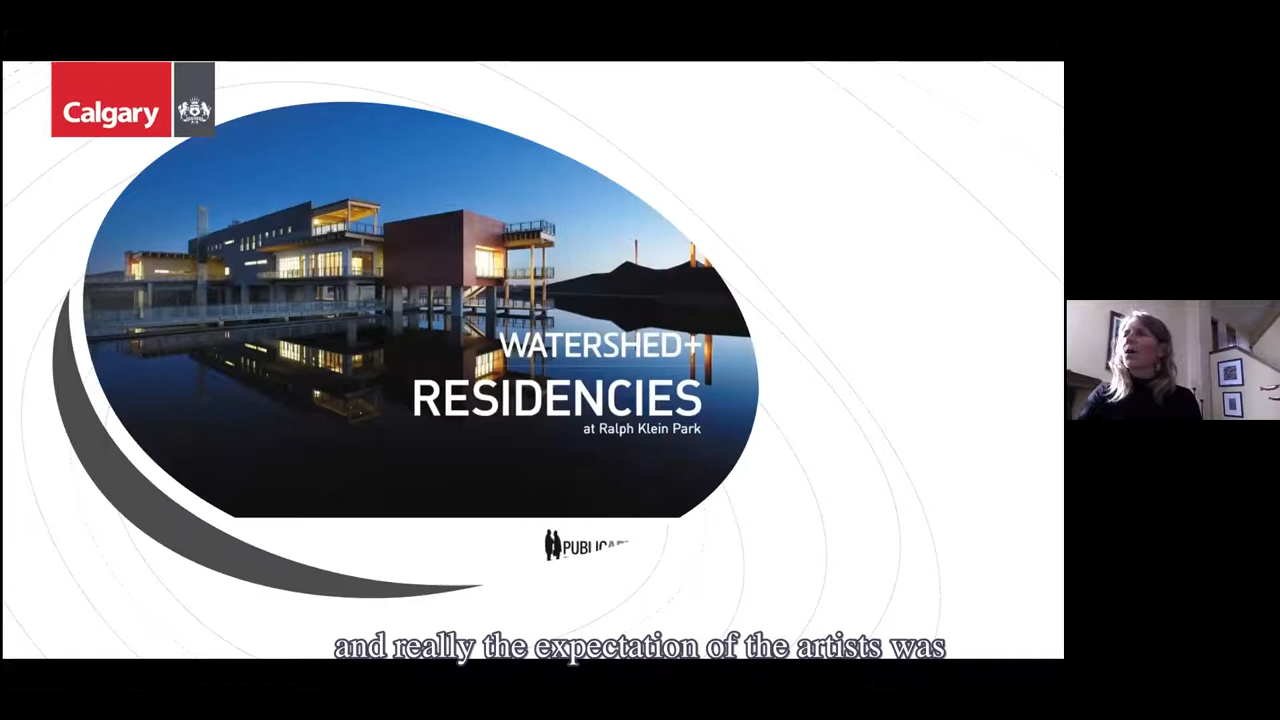 Calgary
WATERSHED+
RESIDENCIES
at Ralph Klein Park
and really the expectation of the artists was